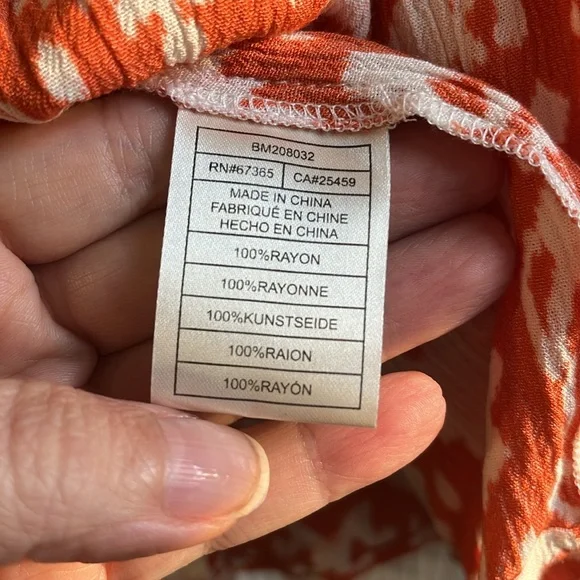 BM208032
RN#67365 CA#25459
MADE IN CHINA
FABRIQUÉ EN CHINE
HECHO EN CHINA
100%RAYON
100%RAYONNE
100%KUNSTSEIDE
100%RAION
100%RAYÓN